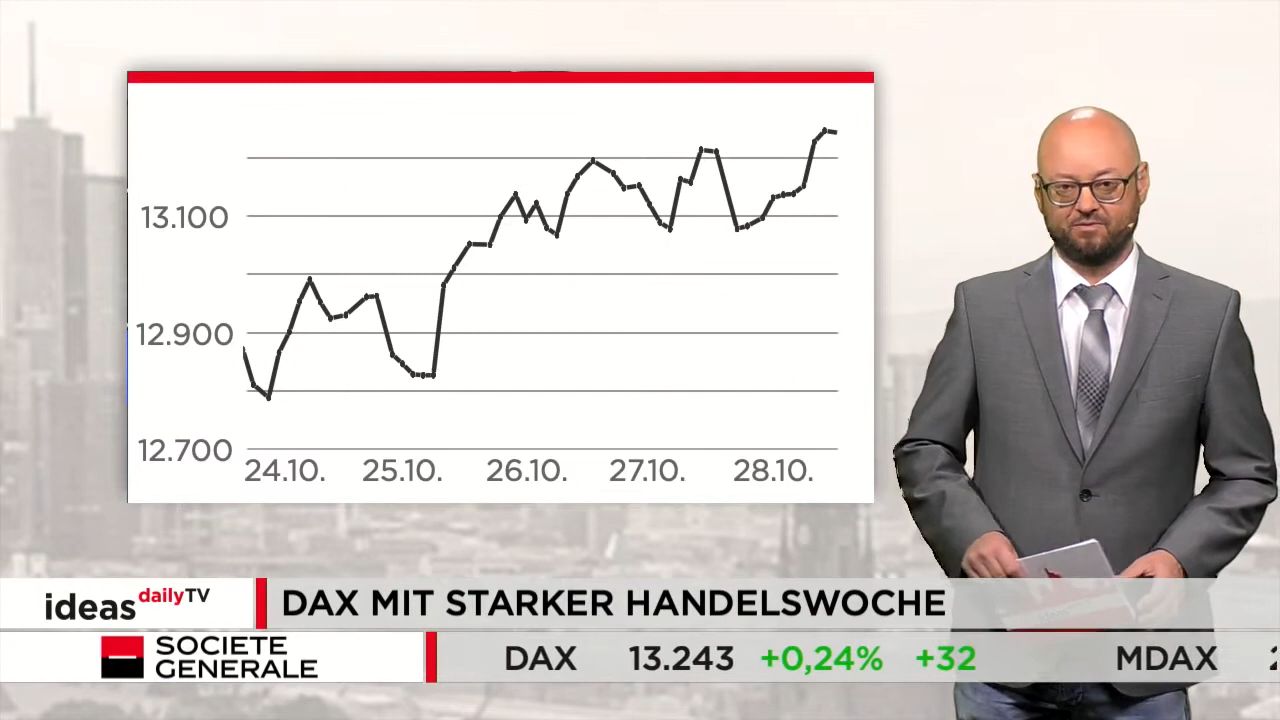 13.100
12.900
12.700
24.10. 25.10. 26.10. 27.10. 28.10.
ideas dailyTV
DAX MIT STARKER HANDELSWOCHE
SOCIETE
GENERALE
DAX 13.243 +0,24% +32 MDAX